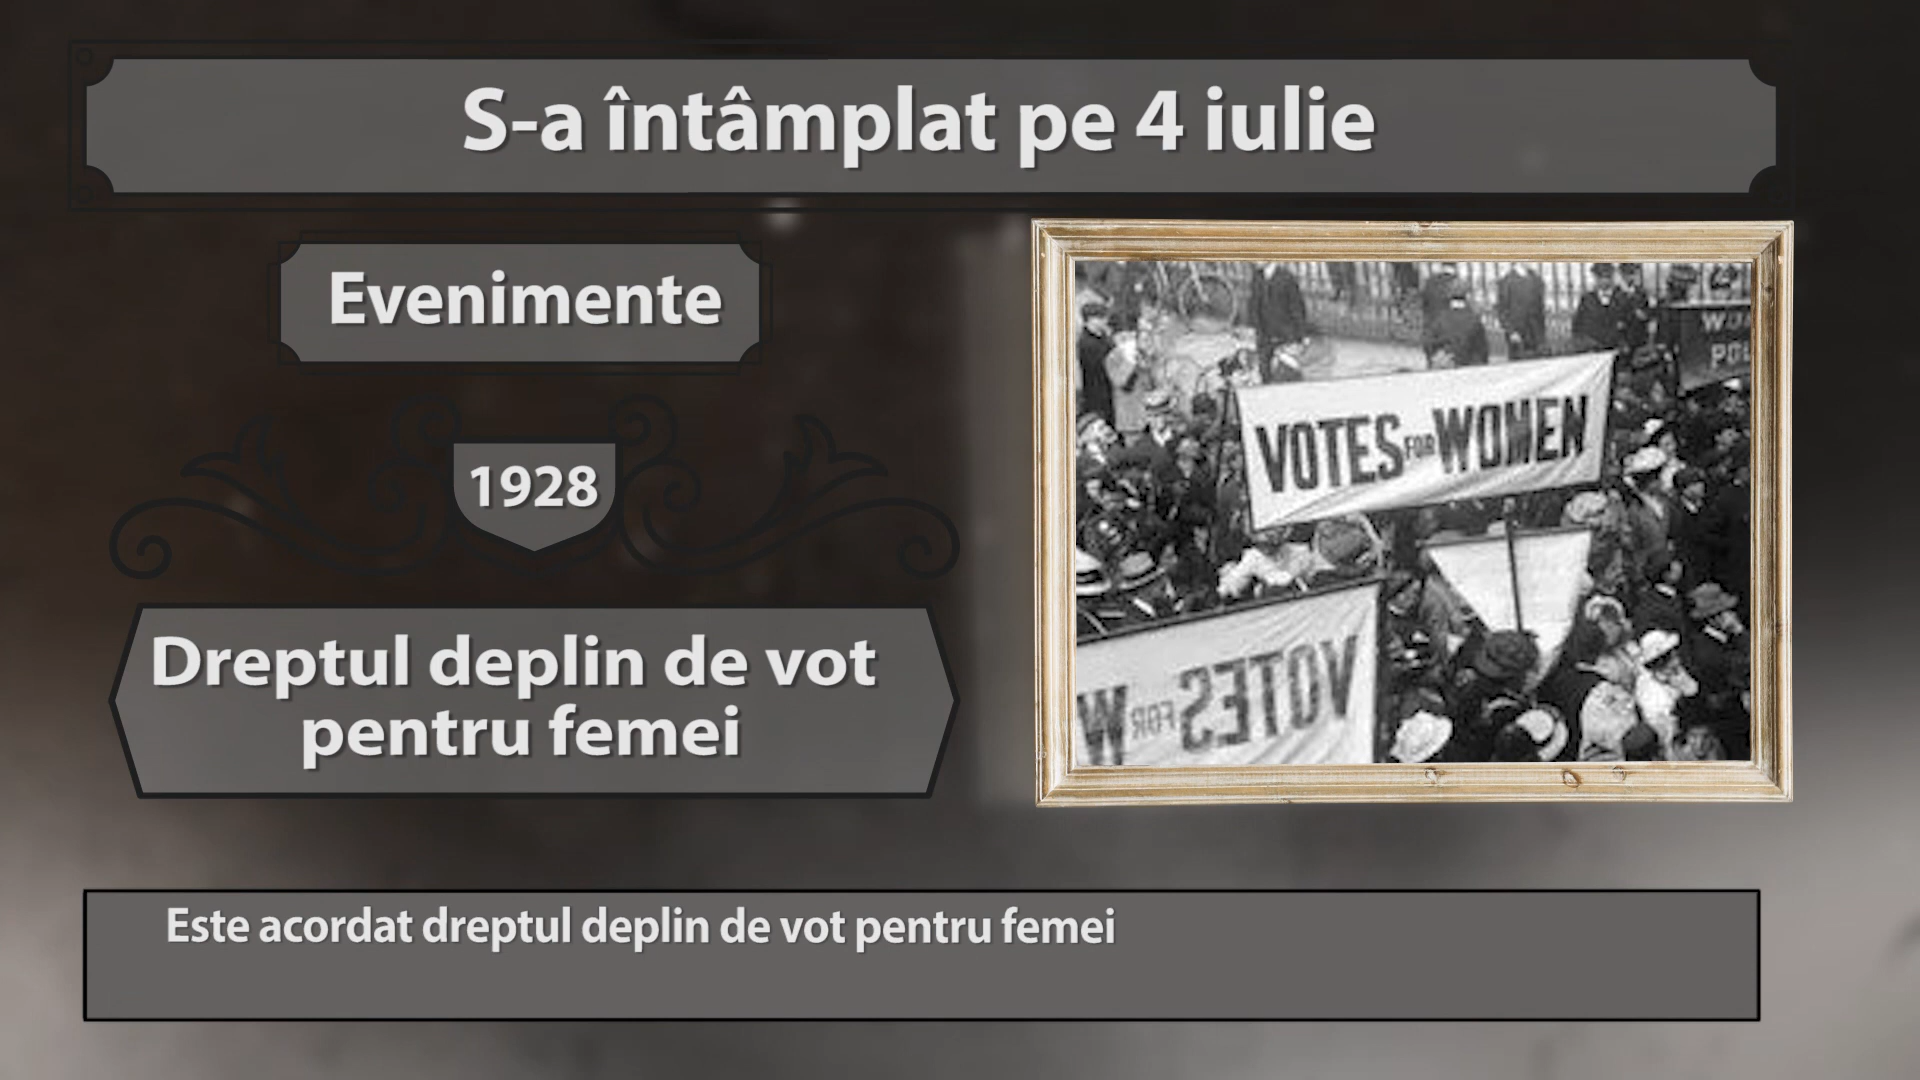 S-a întâmplat pe 4 iulie
Evenimente
1928
Dreptul deplin de vot
pentru femei
VOTES FOR WOMEN
VOTES FOR W
Este acordat dreptul deplin de vot pentru femei